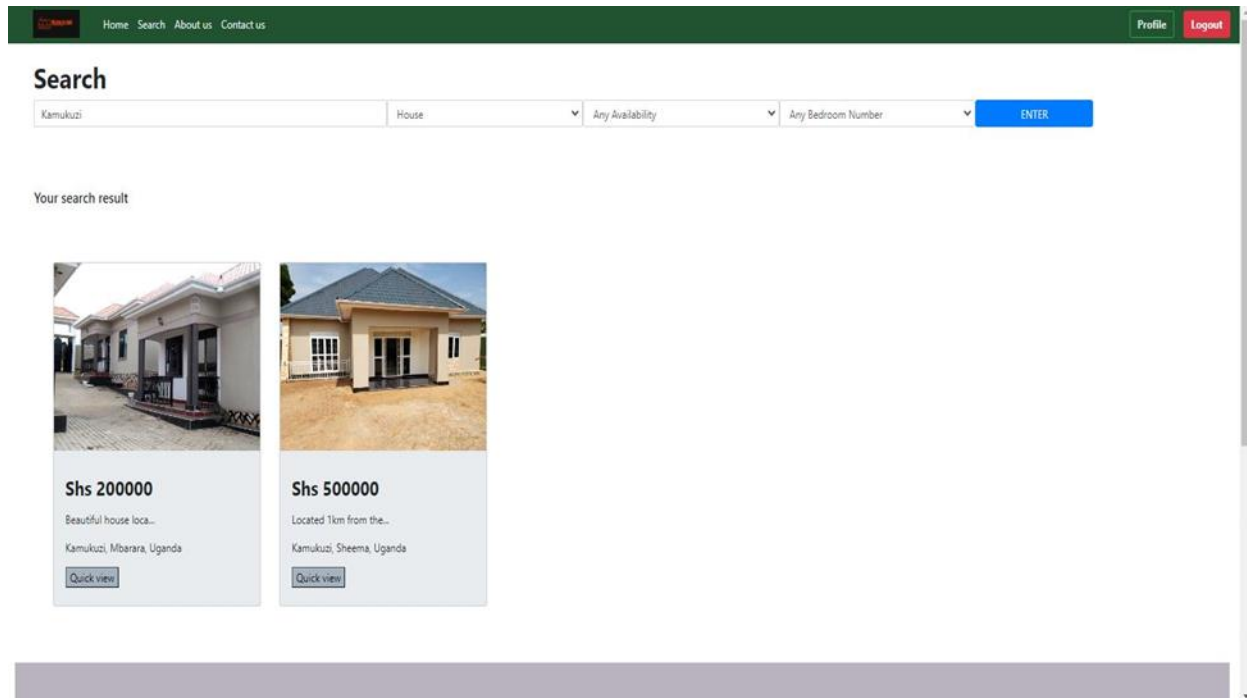 Home Search About us Contact us Profile Logout
Search
Kamukuzi House Any Availability Any Bedroom Number ENTER
Your search result
Shs 200000
Beautiful house loca...
Kamukuzi, Mbarara, Uganda
Quick view
Shs 500000
Located 1km from the...
Kamukuzi, Sheema, Uganda
Quick view